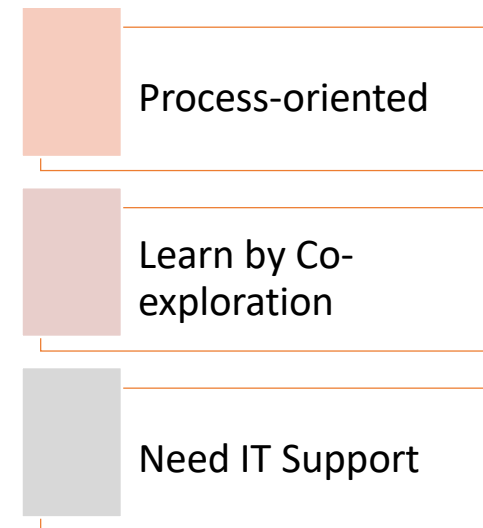 Process-oriented
Learn by Co-
exploration
Need IT Support